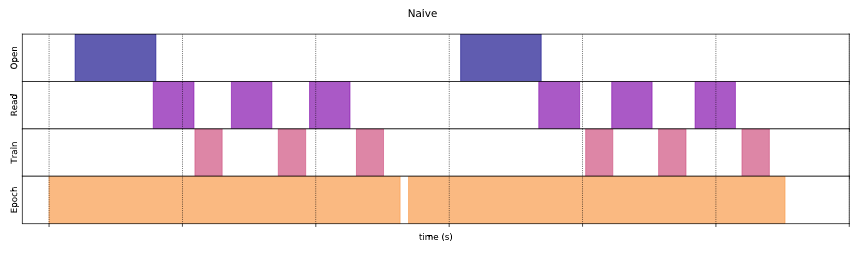 Naive
Open
Read
Train
Epoch
time (s)